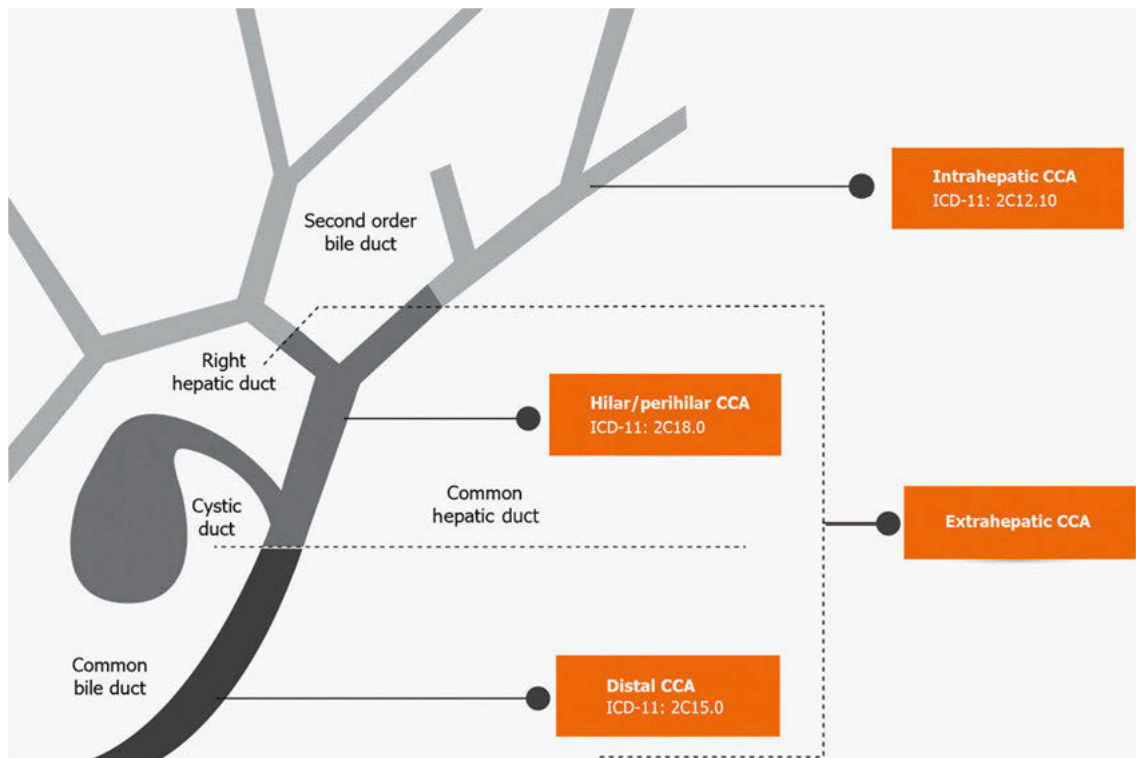 Intrahepatic CCA
ICD-11: 2C12.10
Second order
bile duct
Right
hepatic duct
Hilar/perihilar CCA
ICD-11: 2C18.0
Cystic
duct
Common
hepatic duct
Extrahepatic CCA
Common
bile duct
Distal CCA
ICD-11: 2C15.0